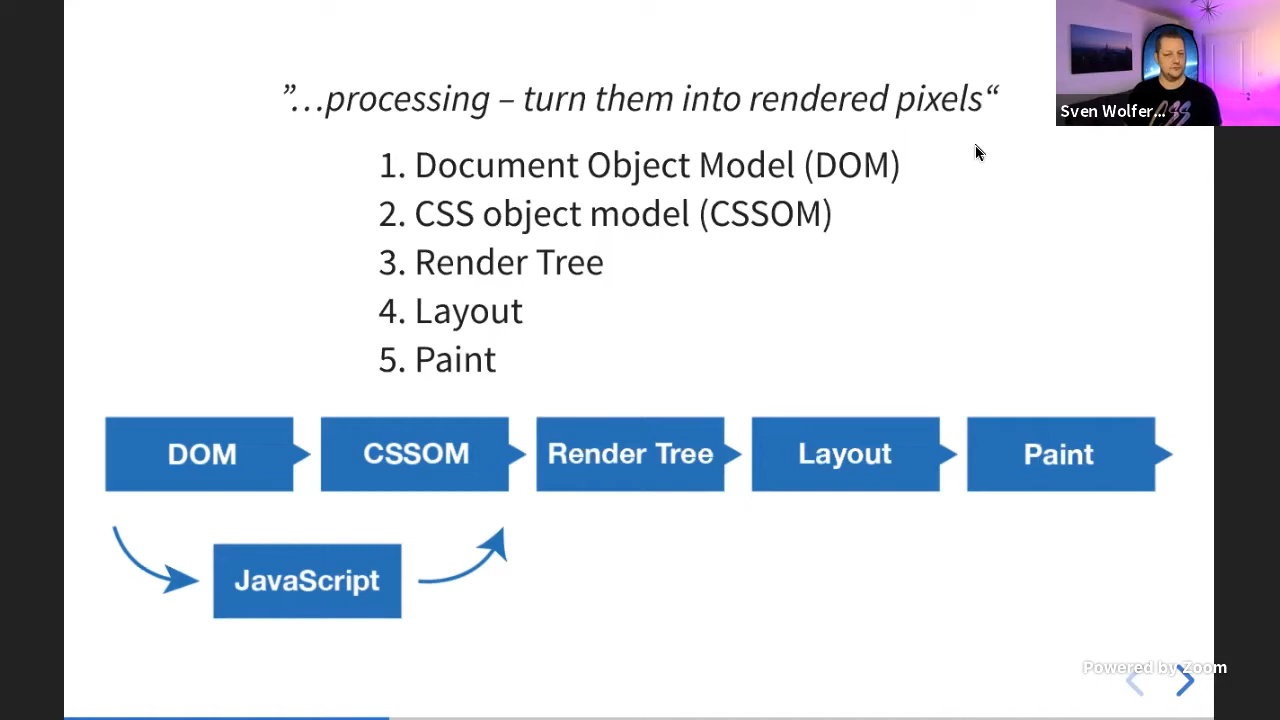 ”…processing – turn them into rendered pixels“
1. Document Object Model (DOM)
2. CSS object model (CSSOM)
3. Render Tree
4. Layout
5. Paint
DOM
CSSOM
Render Tree
Layout
Paint
JavaScript
Sven Wolfer...
CSS
Powered by Zoom